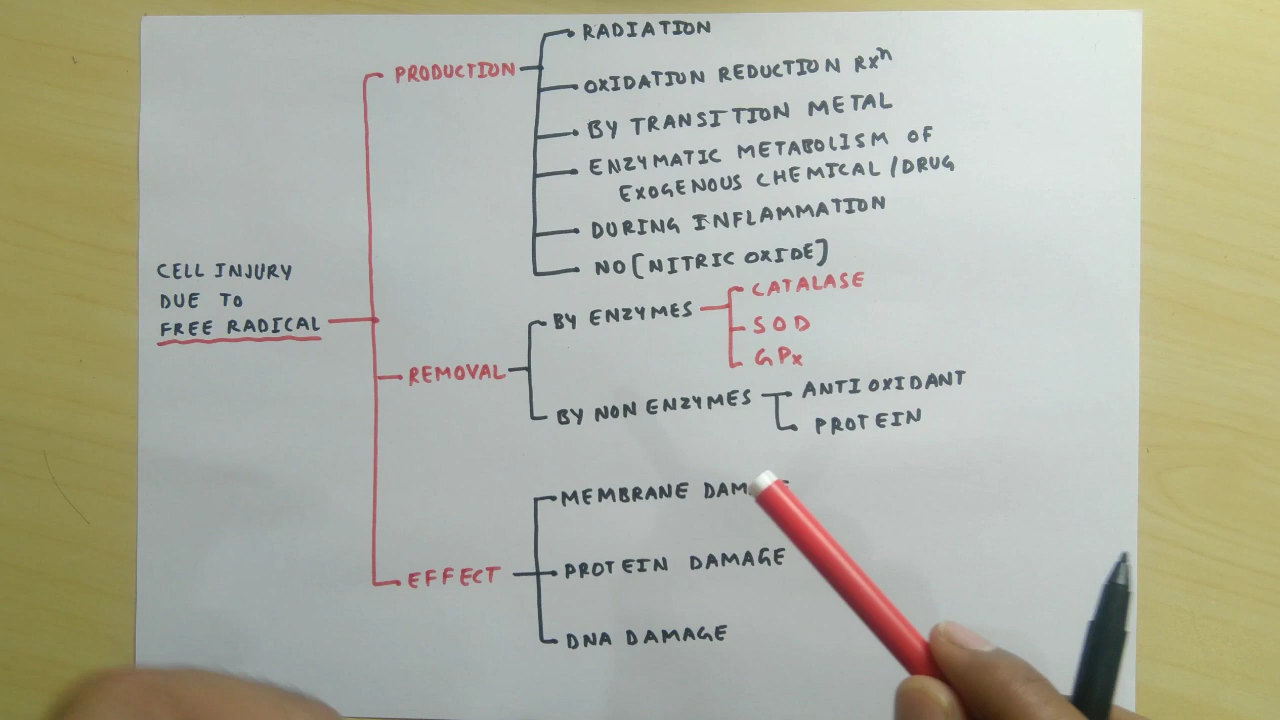 RADIATION
PRODUCTION
OXIDATION REDUCTION RXⁿ
BY TRANSITION METAL
ENZYMATIC METABOLISM OF
EXOGENOUS CHEMICAL/DRUG
DURING INFLAMMATION
NO [NITRIC OXIDE]
CELL INJURY
DUE TO
FREE RADICAL
REMOVAL
BY ENZYMES
CATALASE
SOD
GPx
BY NON ENZYMES
ANTIOXIDANT
PROTEIN
EFFECT
MEMBRANE
PROTEIN DAMAGE
DNA DAMAGE